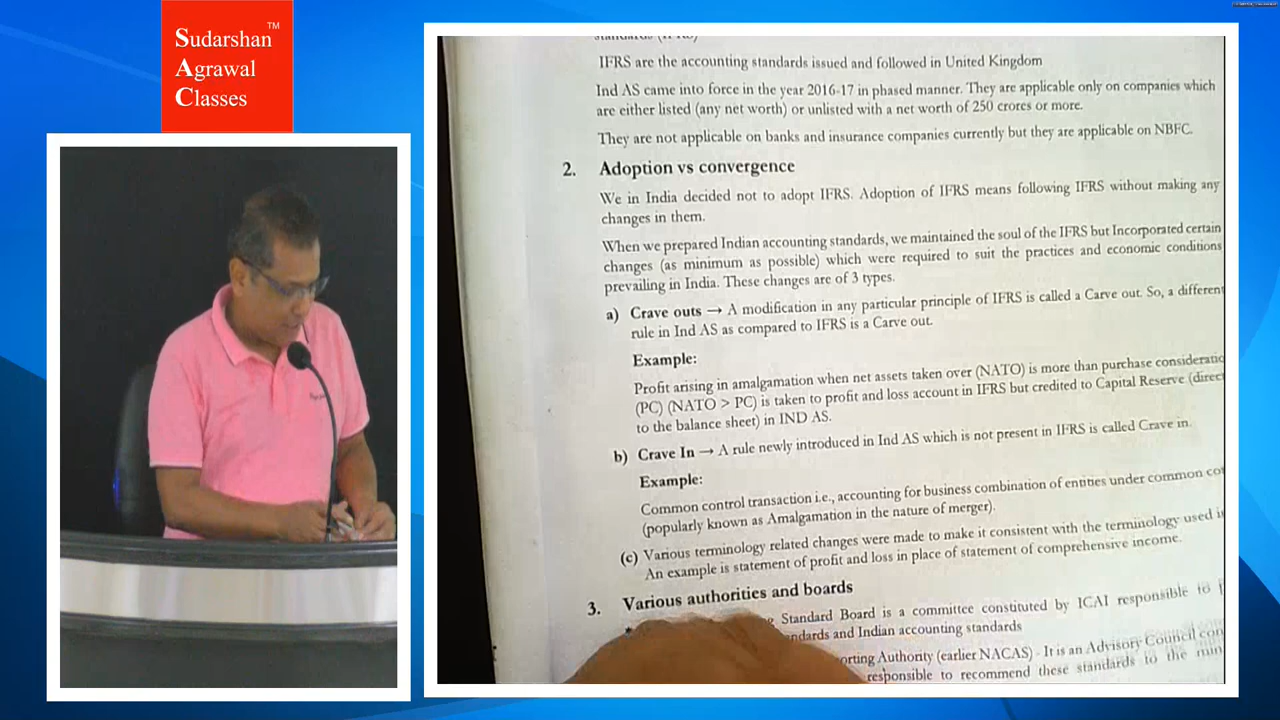 Sudarshan
Agrawal
Classes
TM
IFRS are the accounting standards issued and followed in United Kingdom
Ind AS came into force in the year 2016-17 in phased manner. They are applicable only on companies which
are either listed (any net worth) or unlisted with a net worth of 250 crores or more.
They are not applicable on banks and insurance companies currently but they are applicable on NBFC.
2. Adoption vs convergence
We in India decided not to adopt IFRS. Adoption of IFRS means following IFRS without making any
changes in them.
When we prepared Indian accounting standards, we maintained the soul of the IFRS but Incorporated certain
changes (as minimum as possible) which were required to suit the practices and economic conditions
prevailing in India. These changes are of 3 types.
a) Crave outs → A modification in any particular principle of IFRS is called a Carve out. So, a different
rule in Ind AS as compared to IFRS is a Carve out.
Example:
Profit arising in amalgamation when net assets taken over (NATO) is more than purchase consideratio
(PC) (NATO > PC) is taken to profit and loss account in IFRS but credited to Capital Reserve (direct
to the balance sheet) in IND AS.
b) Crave In → A rule newly introduced in Ind AS which is not present in IFRS is called Crave in.
Example:
Common control transaction i.e., accounting for business combination of entities under common co
(popularly known as Amalgamation in the nature of merger).
(c) Various terminology related changes were made to make it consistent with the terminology used i
An example is statement of profit and loss in place of statement of comprehensive income.
3. Various authorities and boards
Standard Board is a committee constituted by ICAI responsible to
ndards and Indian accounting standards
orting Authority (earlier NACAS) - It is an Advisory Council con
responsible to recommend these standards to the min